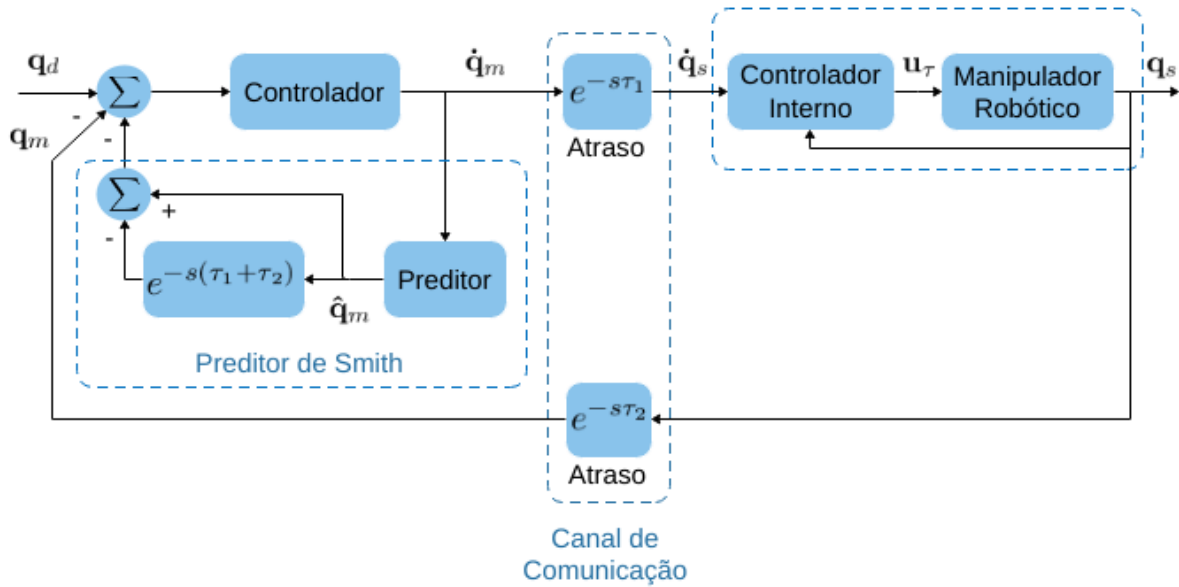 q_d
-
q_m
-
∑
Controlador
q̇_m
e^{-sτ_1}
Atraso
q̇_s
Controlador
Interno
u_τ
Manipulador
Robótico
q_s
∑
+
-
e^{-s(τ_1+τ_2)}
q̂_m
Preditor
Preditor de Smith
e^{-sτ_2}
Atraso
Canal de
Comunicação